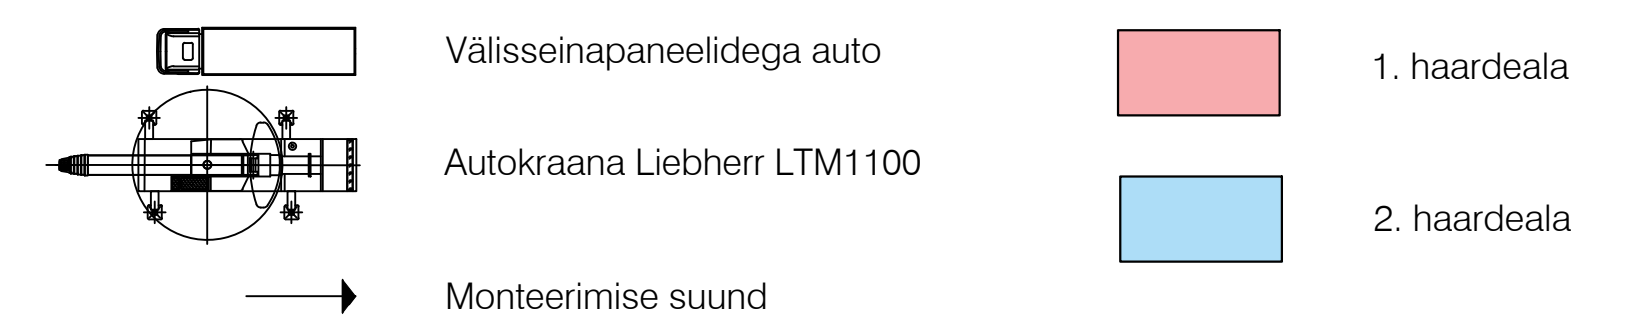 Välisseinapaneelidega auto
Autokraana Liebherr LTM1100
Monteerimise suund
1. haardeala
2. haardeala